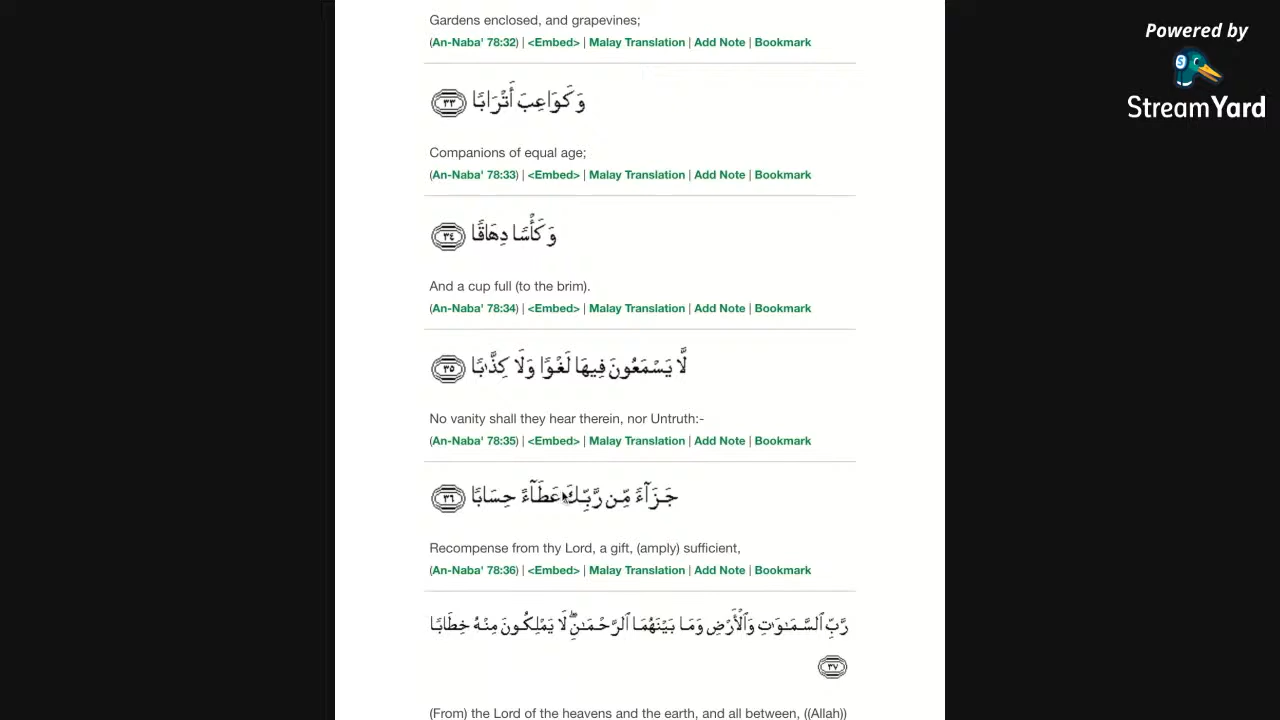 Gardens enclosed, and grapevines;
(An-Naba' 78:32) | <Embed> | Malay Translation | Add Note | Bookmark
Powered by
StreamYard
وَكَوَاعِبَ أَتْرَابًا ٣٣
Companions of equal age;
(An-Naba' 78:33) | <Embed> | Malay Translation | Add Note | Bookmark
وَكَأْسًا دِهَاقًا ٣٤
And a cup full (to the brim).
(An-Naba' 78:34) | <Embed> | Malay Translation | Add Note | Bookmark
لَّا يَسْمَعُونَ فِيهَا لَغْوًا وَلَا كِذَّٰبًا ٣٥
No vanity shall they hear therein, nor Untruth:-
(An-Naba' 78:35) | <Embed> | Malay Translation | Add Note | Bookmark
جَزَآءً مِّن رَّبِّكَ عَطَآءً حِسَابًا ٣٦
Recompense from thy Lord, a gift, (amply) sufficient,
(An-Naba' 78:36) | <Embed> | Malay Translation | Add Note | Bookmark
رَّبِّ ٱلسَّمَـٰوَٰتِ وَٱلْأَرْضِ وَمَا بَيْنَهُمَا ٱلرَّحْمَـٰنِ ۖ لَا يَمْلِكُونَ مِنْهُ خِطَابًا
٣٧
(From) the Lord of the heavens and the earth, and all between, ((Allah))